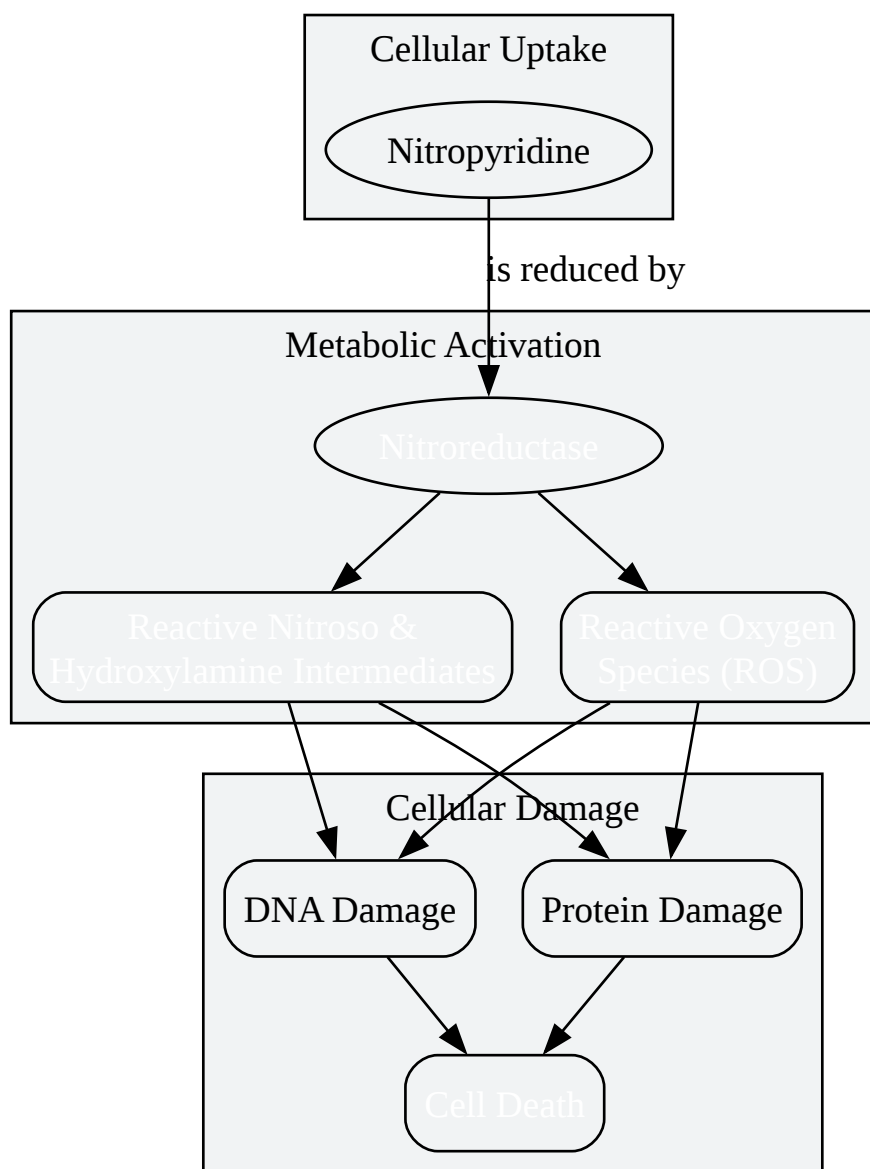 Cellular Uptake
Nitropyridine
is reduced by
Metabolic Activation
Nitroreductase
Reactive Nitroso &
Hydroxylamine Intermediates
Reactive Oxygen
Species (ROS)
Cellular Damage
DNA Damage
Protein Damage
Cell Death